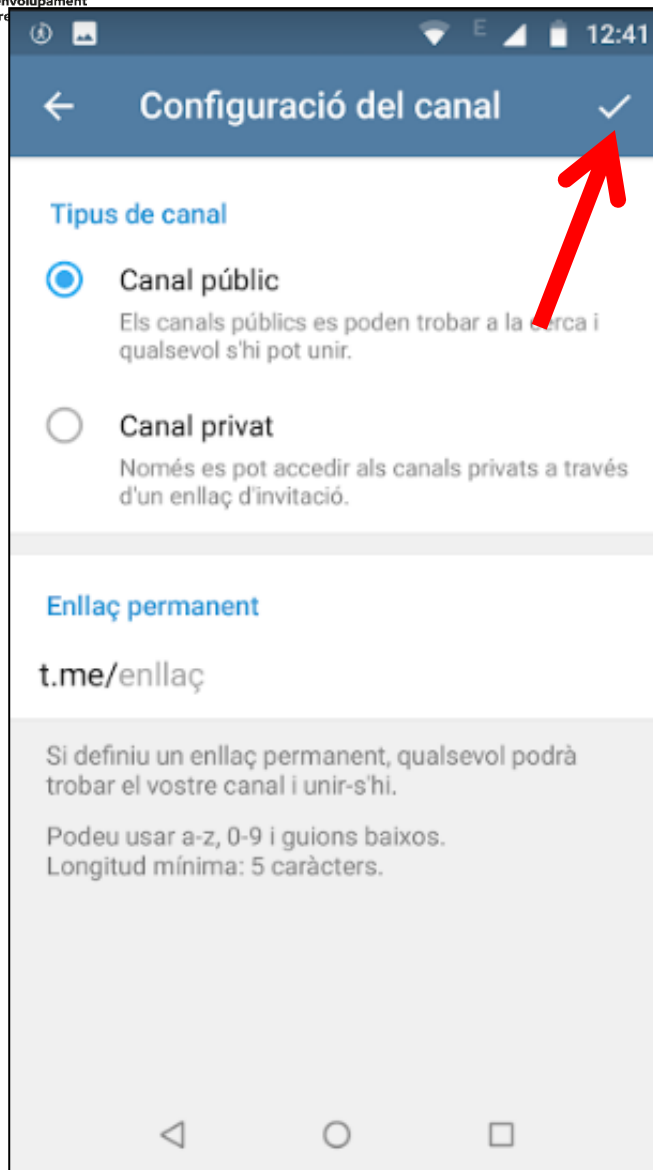 E 12:41
Configuració del canal
Tipus de canal
Canal públic
Els canals públics es poden trobar a la cerca i
qualsevol s'hi pot unir.
Canal privat
Només es pot accedir als canals privats a través
d'un enllaç d'invitació.
Enllaç permanent
t.me/enllaç
Si definiu un enllaç permanent, qualsevol podrà
trobar el vostre canal i unir-s'hi.
Podeu usar a-z, 0-9 i guions baixos.
Longitud mínima: 5 caràcters.